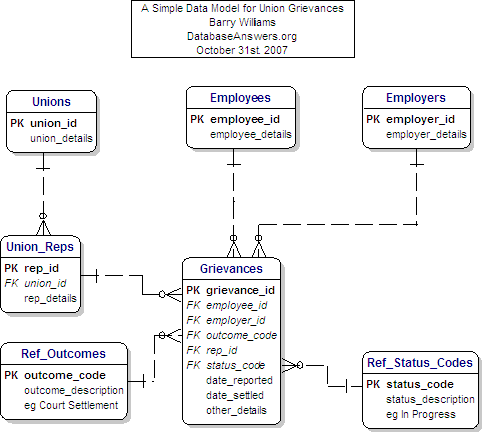 A Simple Data Model for Union Grievances
Barry Wiliams
DatabaseAnswers.org
October 31st. 2007
Unions
PK union_id
union_details
Employees
PK employee_id
employee_details
Employers
PK employer_id
employer_details
Union_Reps
PK rep_id
FK union_id
rep_details
Grievances
PK grievance_id
FK employee_id
FK employer_id
FK outcome_code
FK rep_id
FK status_code
date_reported
date_settled
other_details
Ref_Outcomes
PK outcome_code
outcome_description
eg Court Settlement
Ref_Status_Codes
PK status_code
status_description
eg In Progress